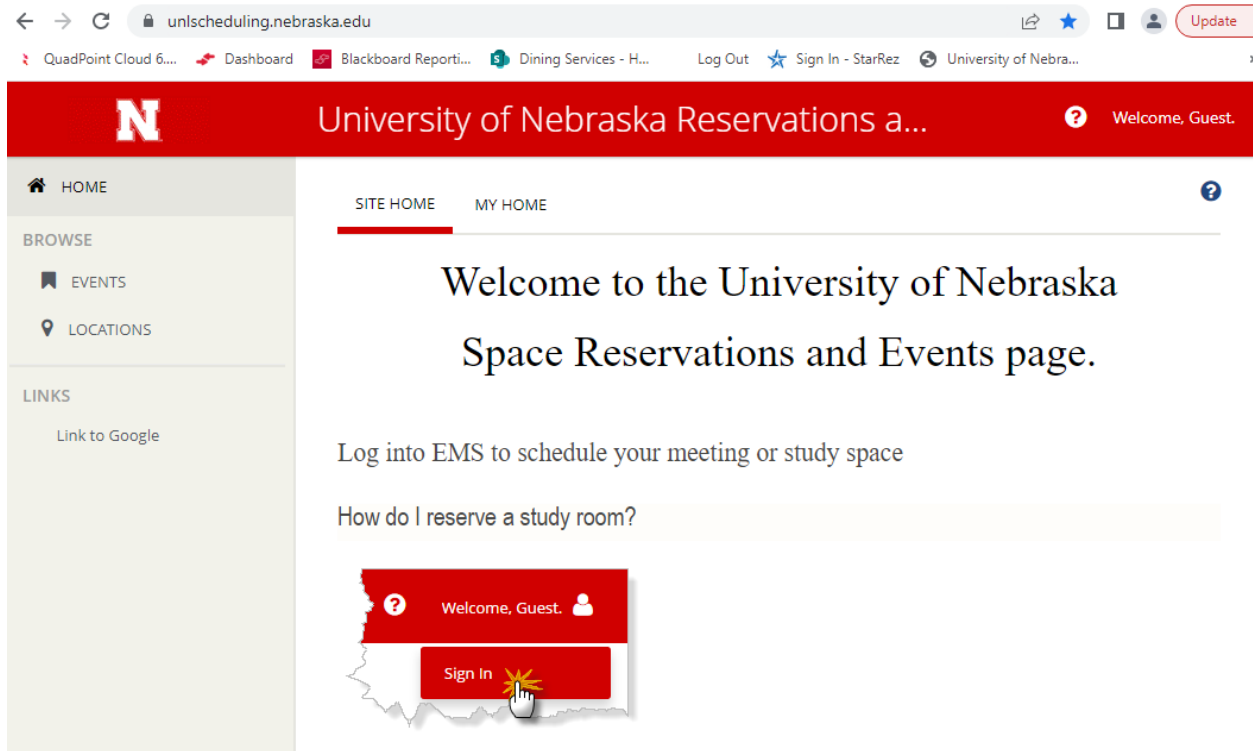 unlscheduling.nebraska.edu
Update
QuadPoint Cloud 6.... Dashboard Blackboard Reporti... Dining Services - H... Log Out Sign In - StarRez University of Nebra...
N University of Nebraska Reservations a... ? Welcome, Guest.
HOME
SITE HOME MY HOME ?
BROWSE
EVENTS
LOCATIONS
LINKS
Link to Google
Welcome to the University of Nebraska
Space Reservations and Events page.
Log into EMS to schedule your meeting or study space
How do I reserve a study room?
? Welcome, Guest.
Sign In